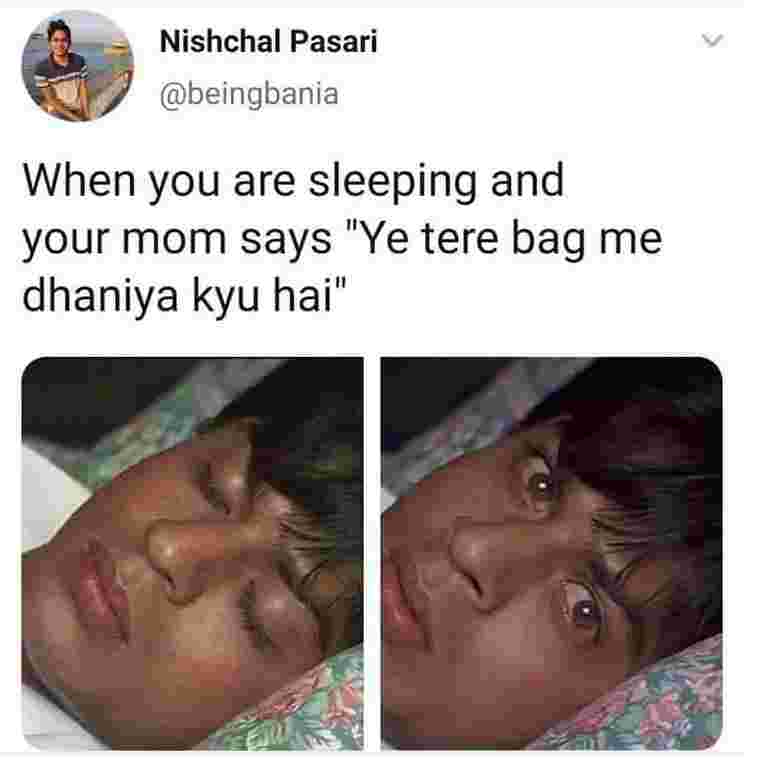 Nishchal Pasari
@beingbania
When you are sleeping and
your mom says "Ye tere bag me
dhaniya kyu hai"